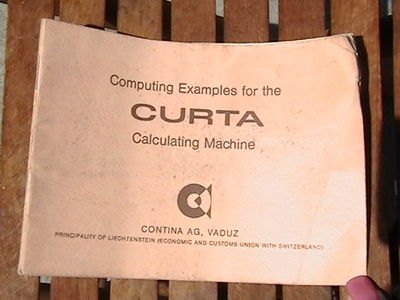 Computing Examples for the
CURTA
Calculating Machine
CONTINA AG, VADUZ
PRINCIPALITY OF LIECHTENSTEIN (ECONOMIC AND CUSTOMS UNION WITH SWITZERLAND)